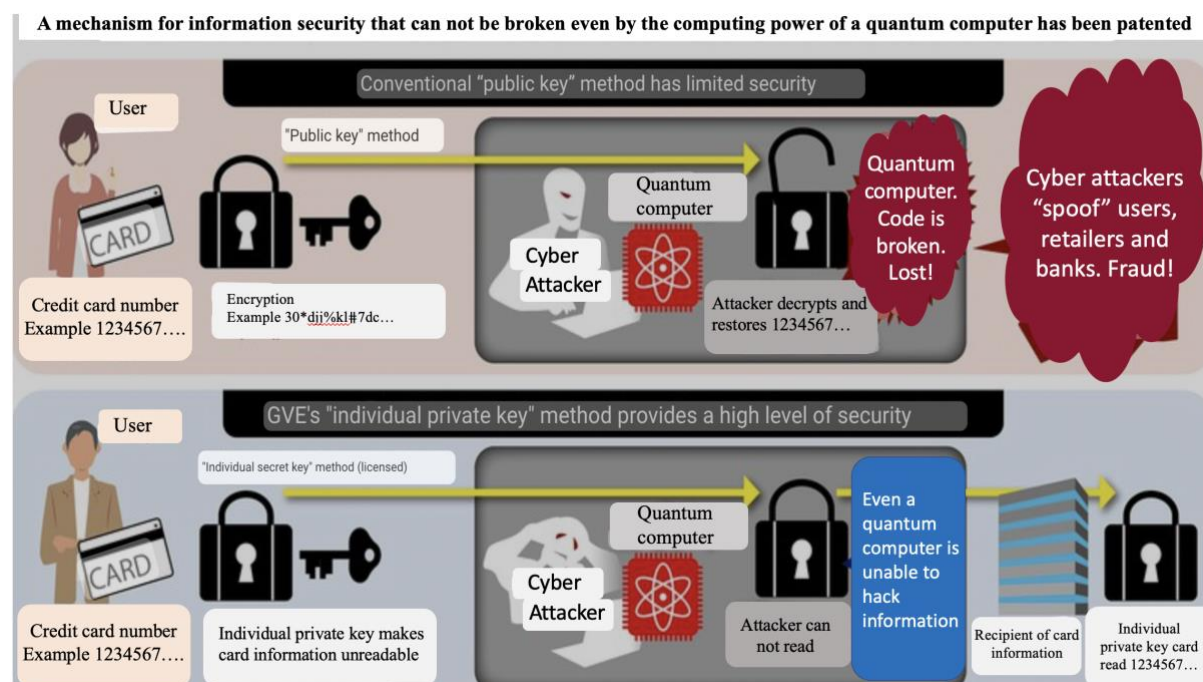 A mechanism for information security that can not be broken even by the computing power of a quantum computer has been patented
Conventional “public key” method has limited security
User
"Public key" method
CARD
Credit card number
Example 1234567....
Encryption
Example 30*djj%kl#7dc...
Cyber
Attacker
Quantum
computer
Attacker decrypts and
restores 1234567...
Quantum
computer.
Code is
broken.
Lost!
Cyber attackers
“spoof” users,
retailers and
banks. Fraud!
GVE's "individual private key" method provides a high level of security
User
"Individual secret key" method (licensed)
CARD
Credit card number
Example 1234567....
Individual private key makes
card information unreadable
Cyber
Attacker
Quantum
computer
Attacker can
not read
Even a
quantum
computer is
unable to
hack
information
Recipient of card
information
Individual
private key card
read 1234567...